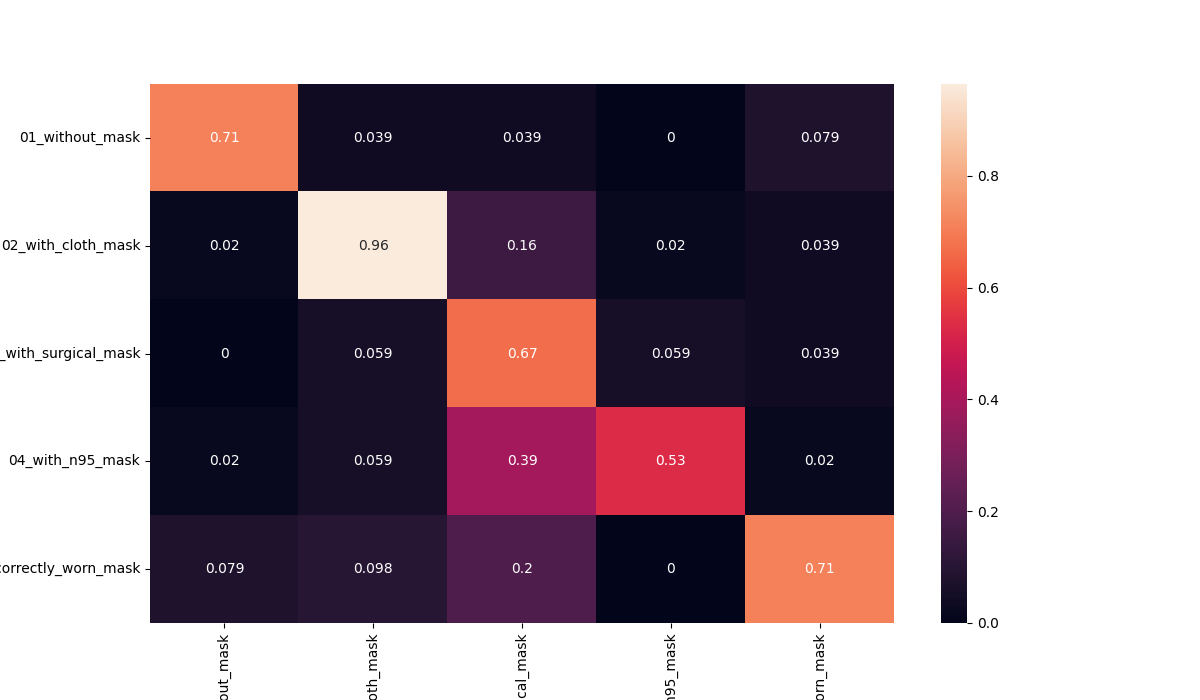 01_without_mask 0.71 0.039 0.039 0 0.079
02_with_cloth_mask 0.02 0.96 0.16 0.02 0.039
_with_surgical_mask 0 0.059 0.67 0.059 0.039
04_with_n95_mask 0.02 0.059 0.39 0.53 0.02
correctly_worn_mask 0.079 0.098 0.2 0 0.71
out_mask
oth_mask
cal_mask
n95_mask
orn_mask
0.8
0.6
0.4
0.2
0.0